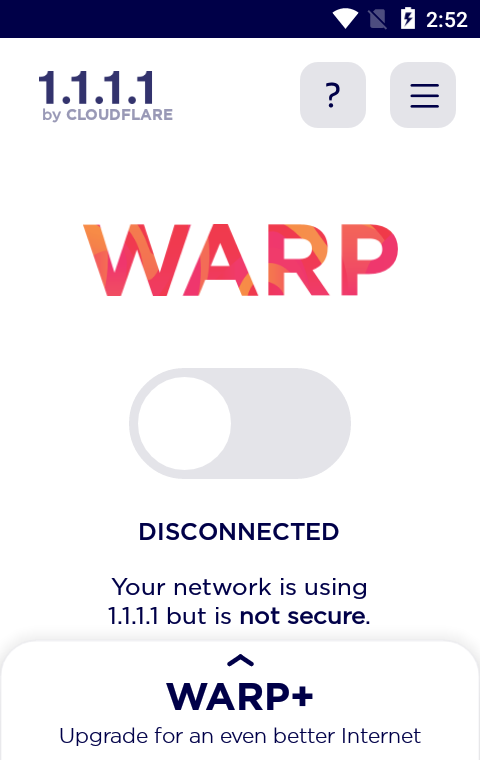 2:52
1.1.1.1
by CLOUDFLARE
?
WARP
DISCONNECTED
Your network is using
1.1.1.1 but is not secure.
WARP+
Upgrade for an even better Internet